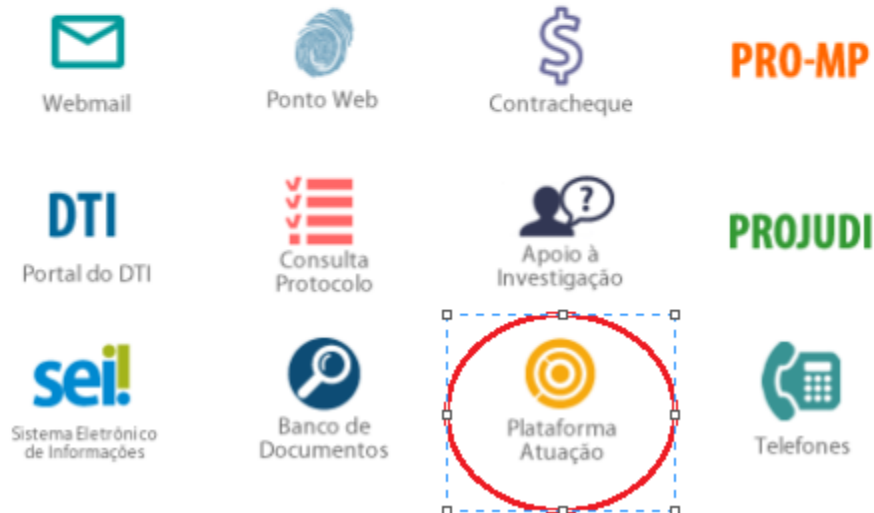 Webmail
Ponto Web
$
Contracheque
PRO-MP
DTI
Portal do DTI
Consulta
Protocolo
?
Apoio à
Investigação
PROJUDI
sei!
Sistema Eletrônico
de Informações
Banco de
Documentos
Plataforma
Atuação
Telefones